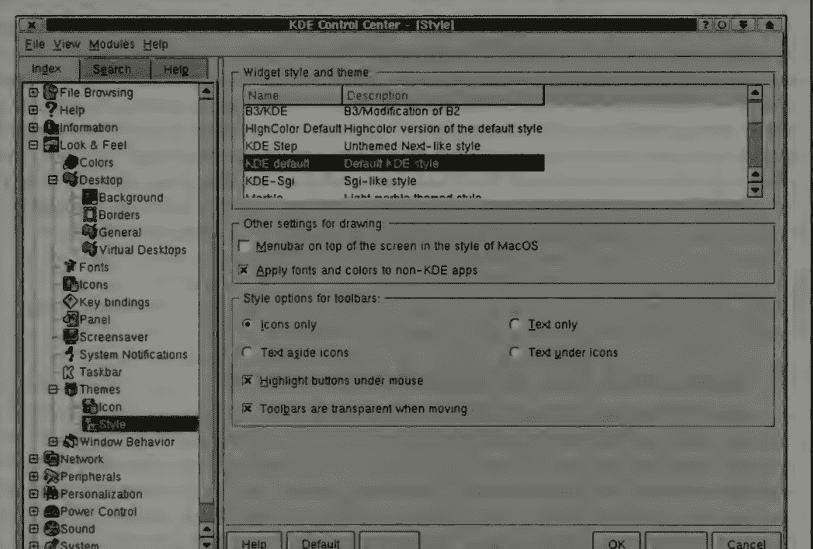 KDE Control Center - [Style]
File View Modules Help
Index Search Help
File Browsing
Help
Information
Look & Feel
Colors
Desktop
Background
Borders
General
Virtual Desktops
Fonts
Icons
Key bindings
Panel
Screensaver
System Notifications
Taskbar
Themes
Icon
Style
Window Behavior
Network
Peripherals
Personalization
Power Control
Sound
System
Widget style and theme:
Name Description
B3/KDE B3/Modification of B2
HighColor Default Highcolor version of the default style
KDE Step Unthemed Next-like style
KDE default Default KDE style
KDE-Sgi Sgi-like style
Marble Light marble themed style
Other settings for drawing:
Menubar on top of the screen in the style of MacOS
Apply fonts and colors to non-KDE apps
Style options for toolbars:
Icons only Text only
Text aside icons Text under icons
Highlight buttons under mouse
Toolbars are transparent when moving
Help Default OK Cancel